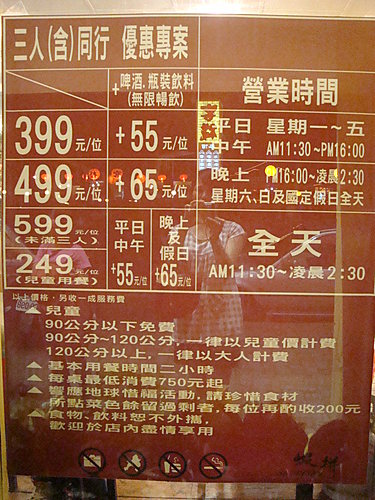 三人(含)同行 優惠專案
+啤酒.瓶裝飲料
(無限暢飲)
營業時間
399元/位
+55元/位
平日 星期一~五
中午 AM11:30~PM16:00
499元/位
+65元/位
晚上 PM16:00~凌晨2:30
星期六、日及國定假日全天
599元/位
(未滿三人)
249元/位
(兒童用餐)
平日
中午
+55元/位
晚上
及
假日
+65元/位
全天
AM11:30~凌晨2:30
以上價格,另收一成服務費
兒童
90公分以下免費
90公分~120公分,一律以兒童價計費
120公分以上,一律以大人計費
基本用餐時間二小時
每桌最低消費750元起
響應地球惜福活動,請珍惜食材
所點菜色餘留過剩者,每位再酌收200元
食物、飲料恕不外攜,
歡迎於店內盡情享用